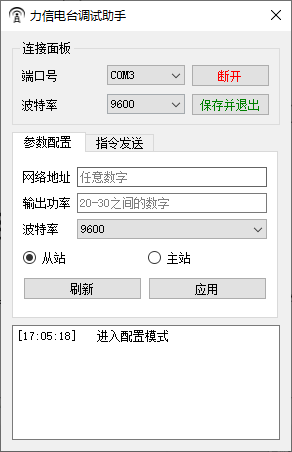 力信电台调试助手
连接面板
端口号 COM3 断开
波特率 9600 保存并退出
参数配置 指令发送
网络地址 任意数字
输出功率 20-30之间的数字
波特率 9600
从站 主站
刷新 应用
[17:05:18] 进入配置模式